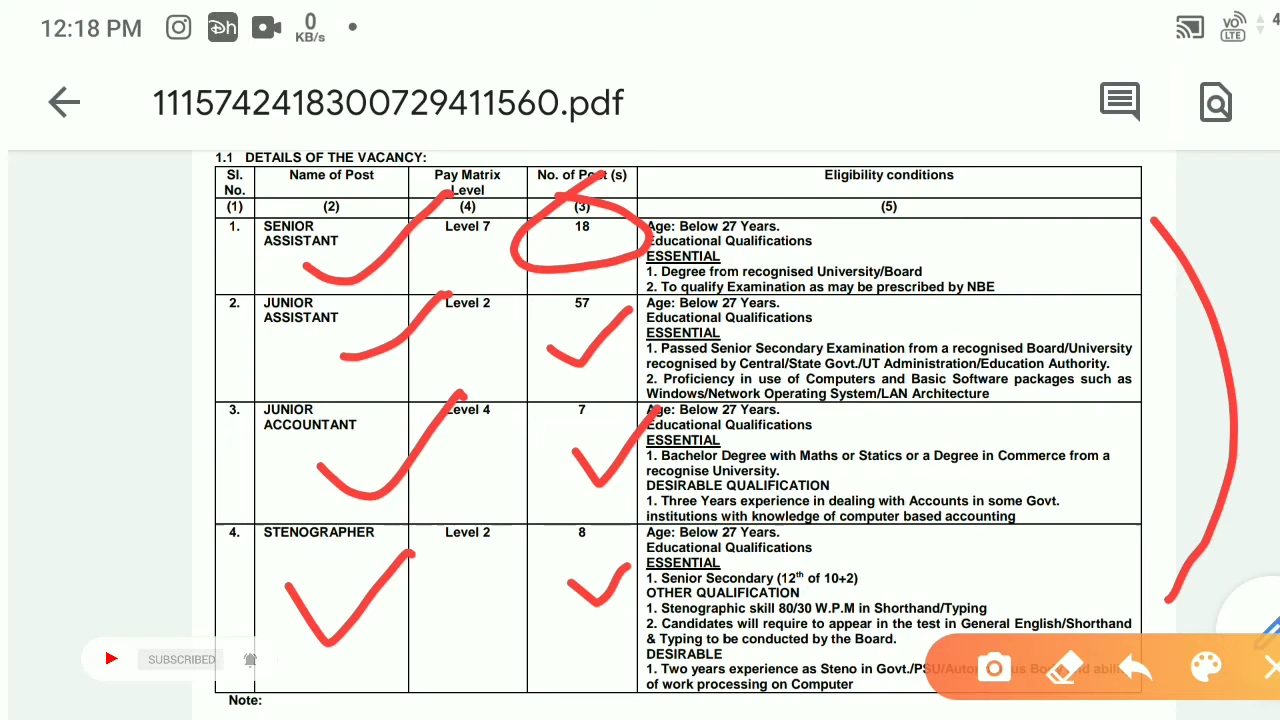 12:18 PM
0
KB/s
VO
LTE
4
1115742418300729411560.pdf
1.1 DETAILS OF THE VACANCY:
Sl. No. Name of Post Pay Matrix Level No. of Post (s) Eligibility conditions
(1) (2) (4) (3) (5)
1. SENIOR ASSISTANT Level 7 18
Age: Below 27 Years.
Educational Qualifications
ESSENTIAL
1. Degree from recognised University/Board
2. To qualify Examination as may be prescribed by NBE
2. JUNIOR ASSISTANT Level 2 57
Age: Below 27 Years.
Educational Qualifications
ESSENTIAL
1. Passed Senior Secondary Examination from a recognised Board/University
recognised by Central/State Govt./UT Administration/Education Authority.
2. Proficiency in use of Computers and Basic Software packages such as
Windows/Network Operating System/LAN Architecture
3. JUNIOR ACCOUNTANT Level 4 7
Age: Below 27 Years.
Educational Qualifications
ESSENTIAL
1. Bachelor Degree with Maths or Statics or a Degree in Commerce from a
recognise University.
DESIRABLE QUALIFICATION
1. Three Years experience in dealing with Accounts in some Govt.
institutions with knowledge of computer based accounting
4. STENOGRAPHER Level 2 8
Age: Below 27 Years.
Educational Qualifications
ESSENTIAL
1. Senior Secondary (12th of 10+2)
OTHER QUALIFICATION
1. Stenographic skill 80/30 W.P.M in Shorthand/Typing
2. Candidates will require to appear in the test in General English/Shorthand
& Typing to be conducted by the Board.
DESIRABLE
1. Two years experience as Steno in Govt./PSU/
of work processing on Computer
Note:
SUBSCRIBED